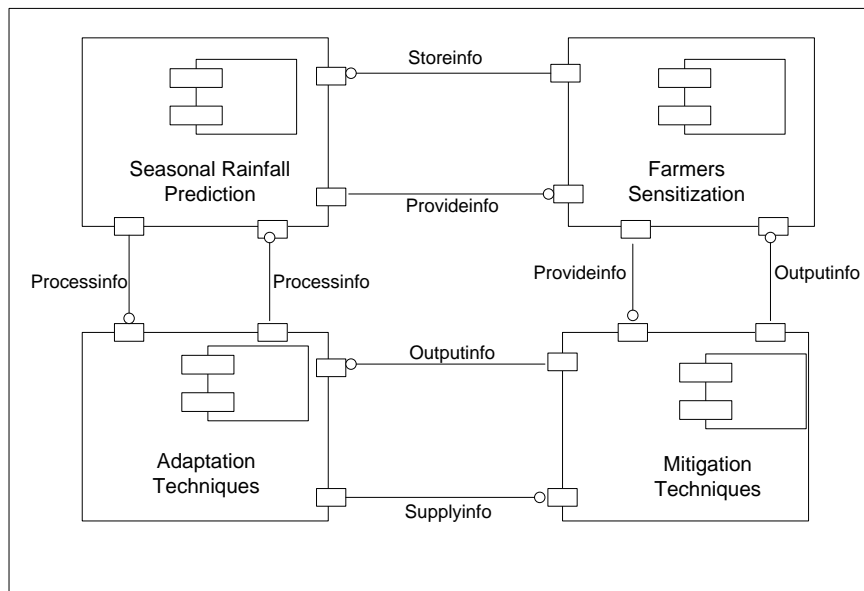 Storeinfo
Seasonal Rainfall
Prediction
Farmers
Sensitization
Provideinfo
Processinfo
Processinfo
Provideinfo
Outputinfo
Outputinfo
Adaptation
Techniques
Mitigation
Techniques
Supplyinfo